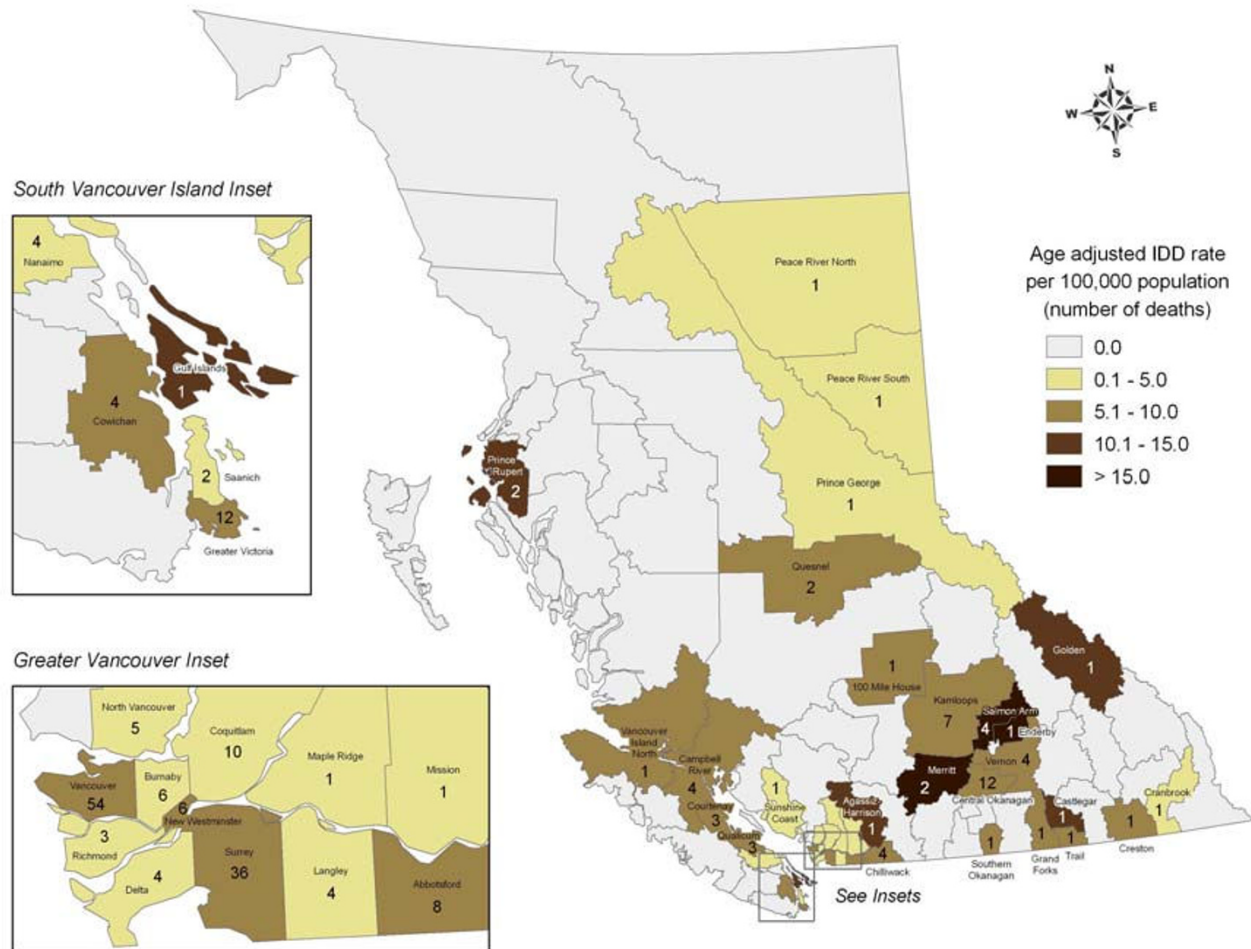 N
W
E
S
South Vancouver Island Inset
4
Nanaimo
Gulf Islands
1
4
Cowichan
2
Saanich
12
Greater Victoria
Age adjusted IDD rate
per 100,000 population
(number of deaths)
0.0
0.1 - 5.0
5.1 - 10.0
10.1 - 15.0
> 15.0
Peace River North
1
Peace River South
1
Prince George
1
Prince
Rupert
2
Quesnel
2
Golden
1
1
100 Mile House
Kamloops
7
Salmon Arm
4
1
Enderby
Vernon
4
Merritt
2
12
Central Okanagan
Vancouver
Island North
1
Campbell
River
4
Courtenay
3
Qualicum
3
1
Sunshine
Coast
Agassiz
Harrison
1
4
Chilliwack
Castlegar
1
Cranbrook
1
1
Southern
Okanagan
1
Grand
Forks
1
Trail
1
Creston
See Insets
Greater Vancouver Inset
North Vancouver
5
Coquitlam
10
Maple Ridge
1
Mission
1
Vancouver
54
Burnaby
6
6
New Westminster
3
Richmond
4
Delta
Surrey
36
Langley
4
Abbotsford
8